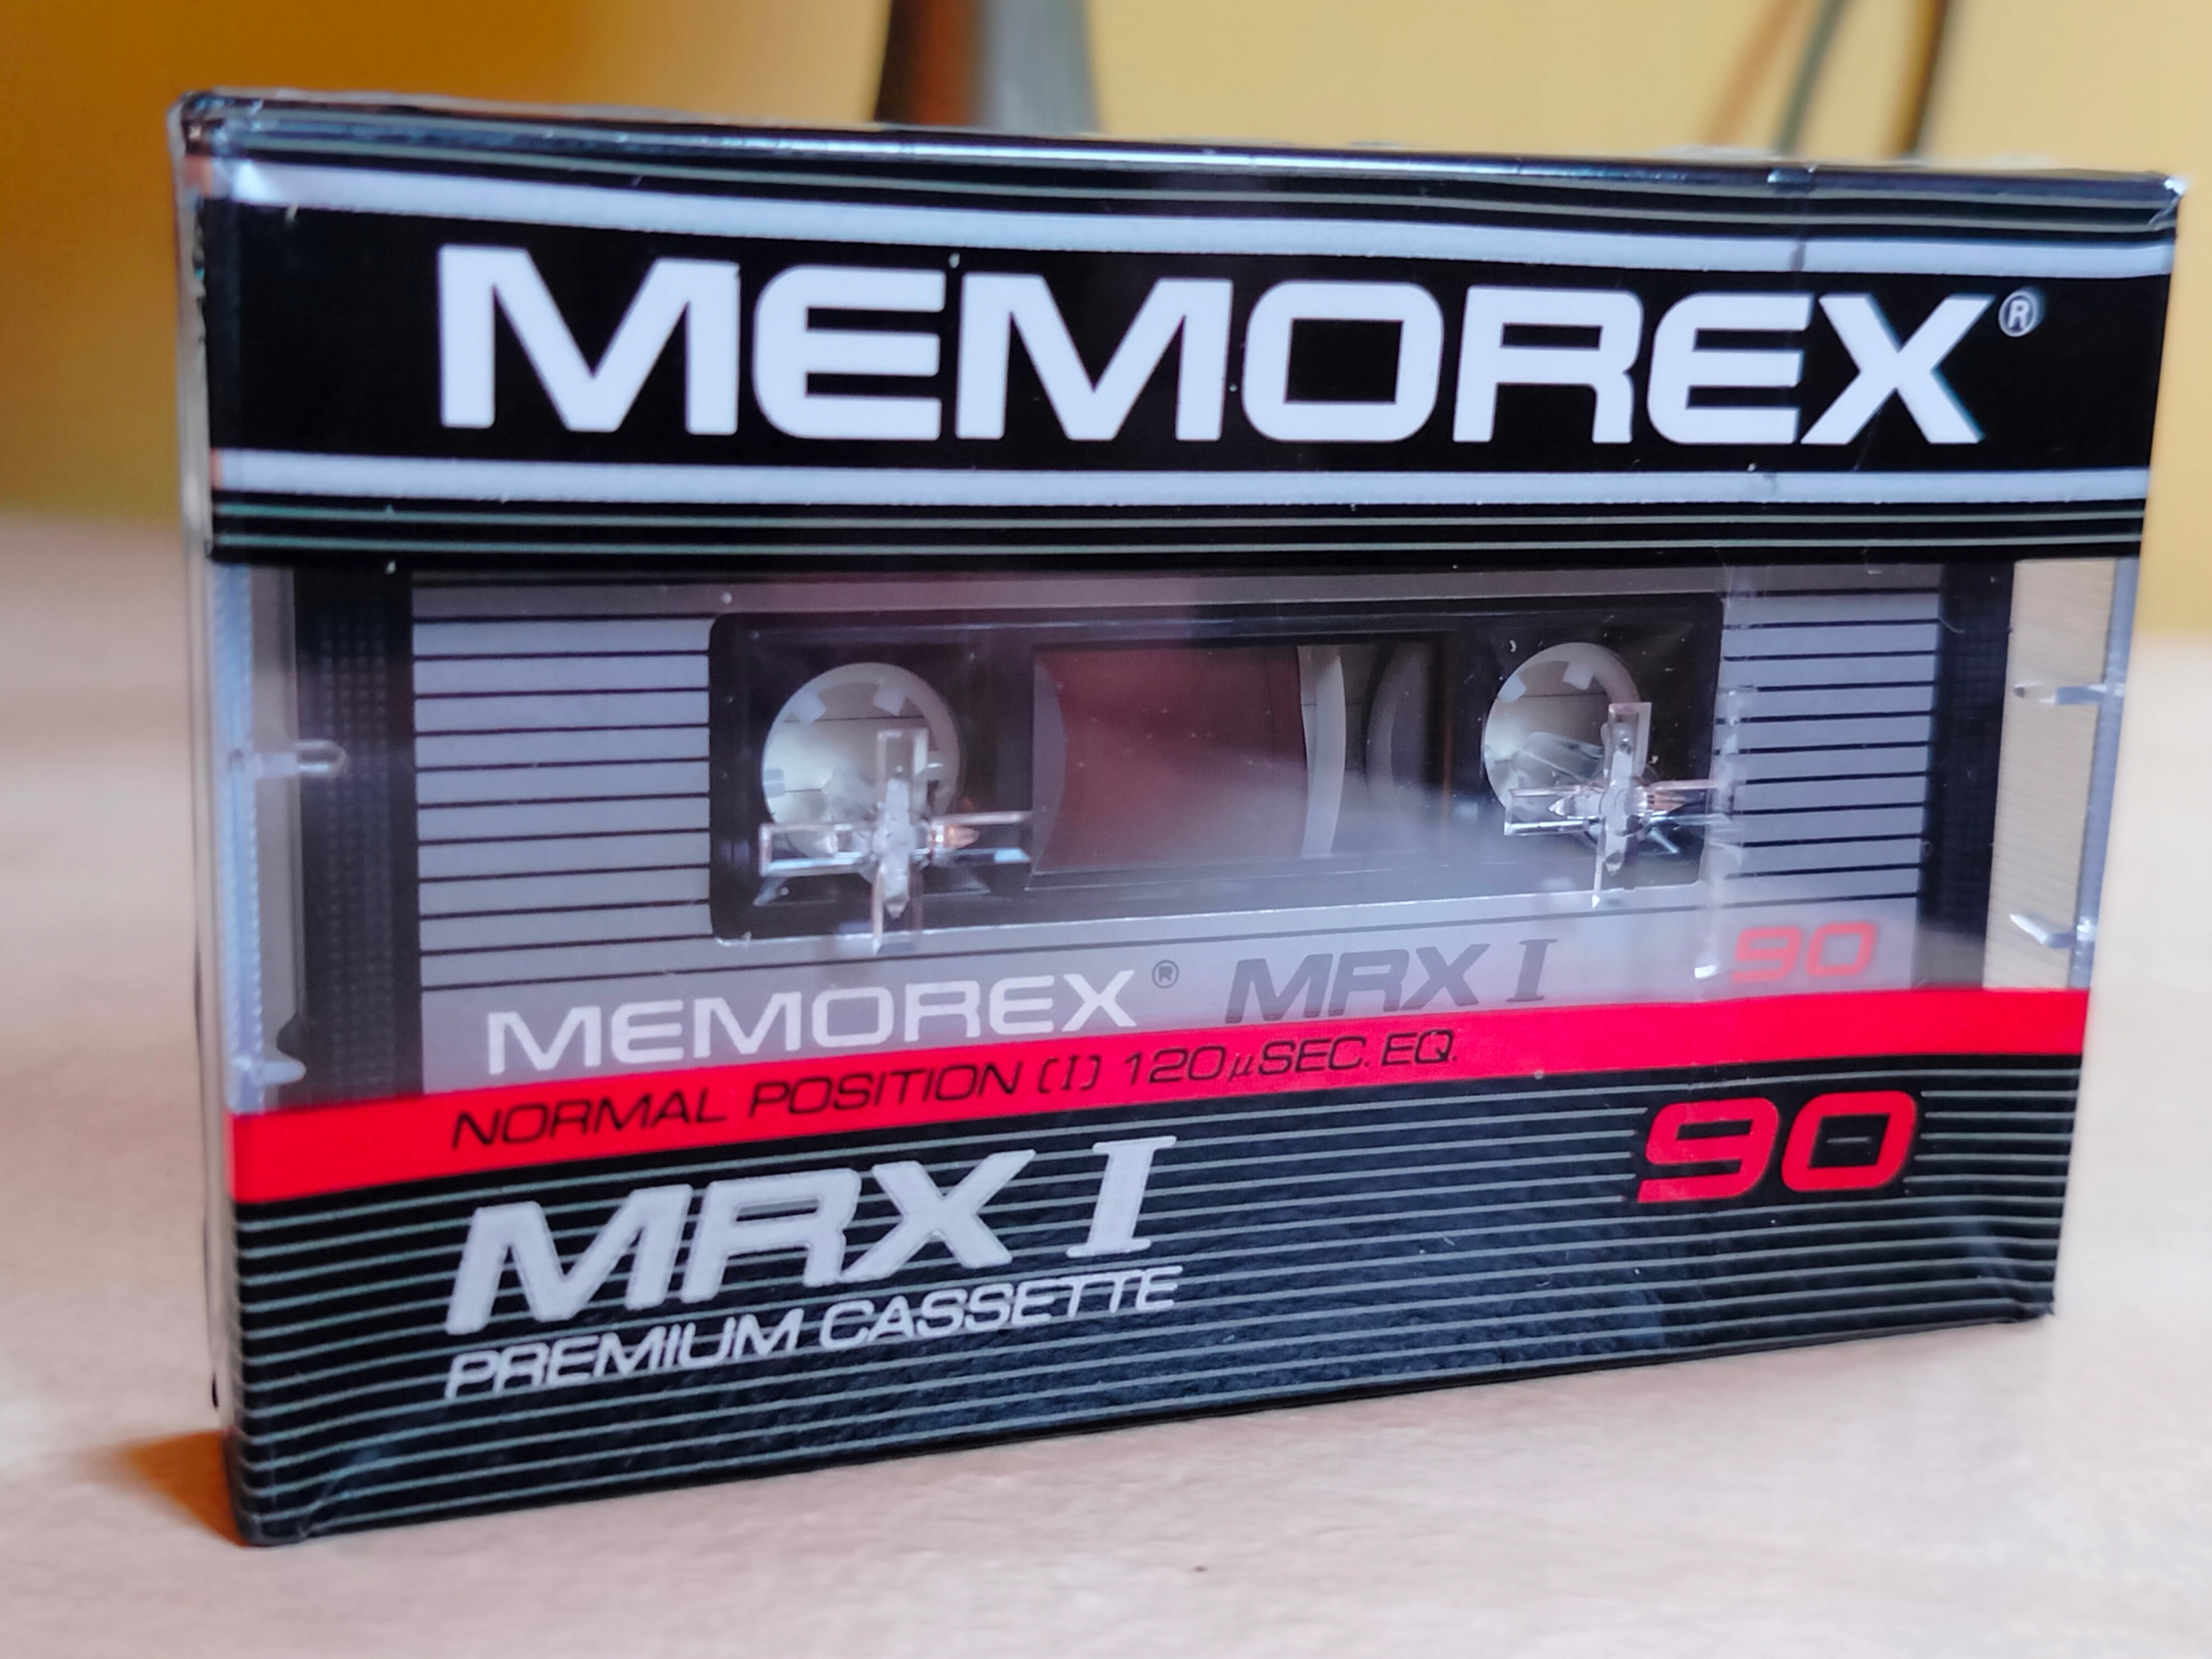 MEMOREX®
MEMOREX® MRX I 90
NORMAL POSITION (I) 120µSEC. EQ.
MRX I 90
PREMIUM CASSETTE